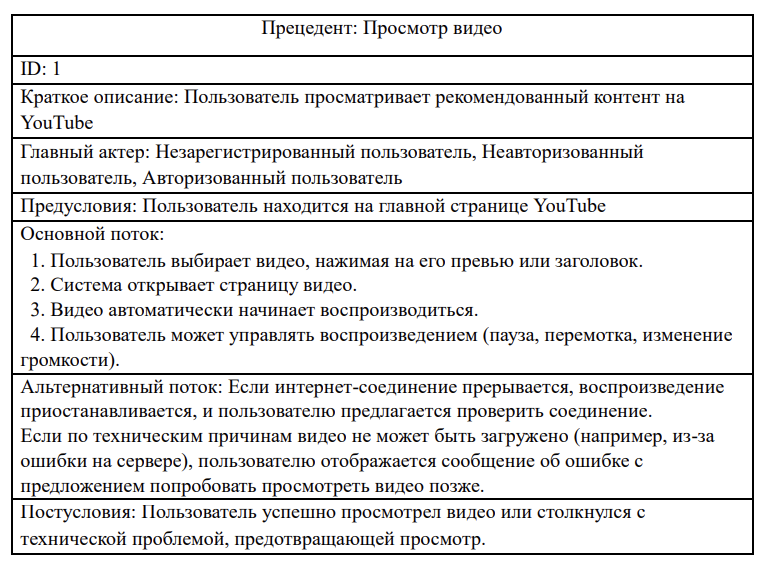 Прецедент: Просмотр видео
ID: 1
Краткое описание: Пользователь просматривает рекомендованный контент на
YouTube
Главный актер: Незарегистрированный пользователь, Неавторизованный
пользователь, Авторизованный пользователь
Предусловия: Пользователь находится на главной странице YouTube
Основной поток:
1. Пользователь выбирает видео, нажимая на его превью или заголовок.
2. Система открывает страницу видео.
3. Видео автоматически начинает воспроизводиться.
4. Пользователь может управлять воспроизведением (пауза, перемотка, изменение
громкости).
Альтернативный поток: Если интернет-соединение прерывается, воспроизведение
приостанавливается, и пользователю предлагается проверить соединение.
Если по техническим причинам видео не может быть загружено (например, из-за
ошибки на сервере), пользователю отображается сообщение об ошибке с
предложением попробовать просмотреть видео позже.
Постусловия: Пользователь успешно просмотрел видео или столкнулся с
технической проблемой, предотвращающей просмотр.